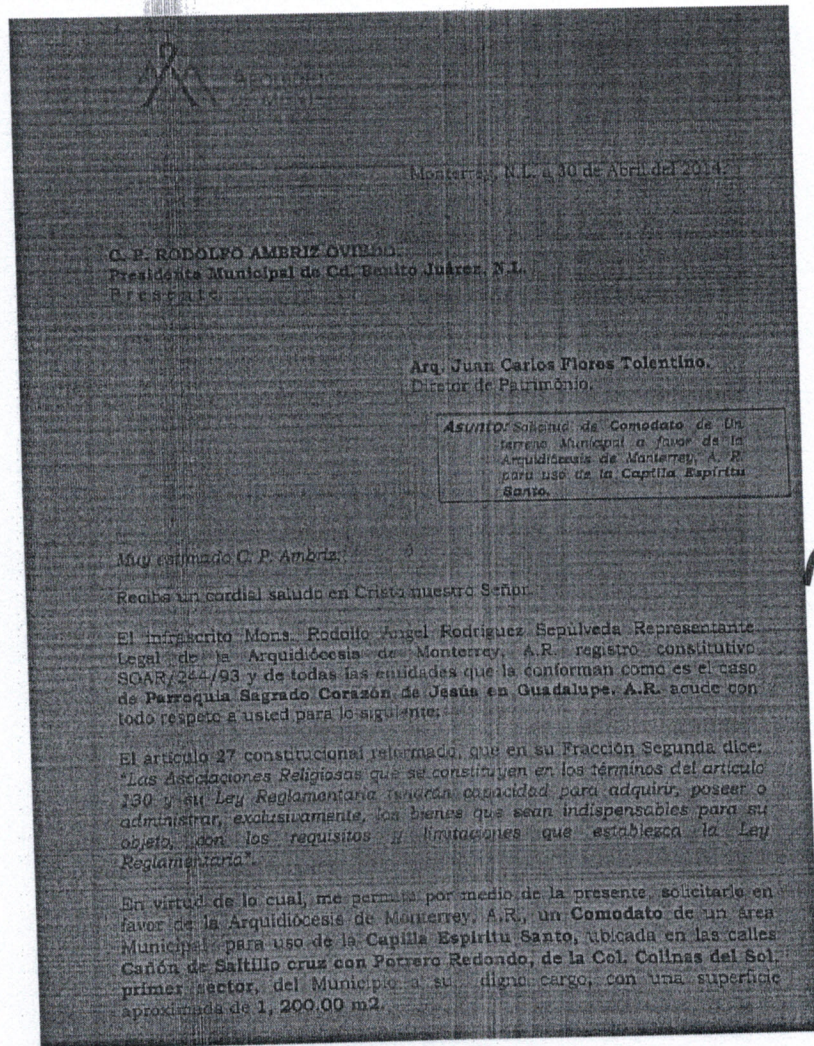 Monterrey, N.L. a 30 de Abril del 2014.
C. P. RODOLFO AMBRIZ OVIEDO.
Presidente Municipal de Cd. Benito Juárez, N.L.
Presente
Arq. Juan Carlos Flores Tolentino.
Diretor de Patrimonio.
Asunto: Solicitud de Comodato de Un
terreno Municipal a favor de la
Arquidiócesis de Monterrey, A. R.
para uso de la Capilla Espíritu
Santo.
Muy estimado C. P. Ambriz:
Reciba un cordial saludo en Cristo nuestro Señor.
El infrascrito Mons. Rodolfo Ángel Rodríguez Sepúlveda Representante
Legal de la Arquidiócesis de Monterrey, A.R. registro constitutivo
SGAR/244/93 y de todas las entidades que la conforman como es el caso
de Parroquia Sagrado Corazón de Jesús en Guadalupe, A.R. acude con
todo respeto a usted para lo siguiente:
El artículo 27 constitucional reformado, que en su Fracción Segunda dice:
"Las Asociaciones Religiosas que se constituyen en los términos del artículo
130 y su Ley Reglamentaria tendrán capacidad para adquirir, poseer o
administrar, exclusivamente, los bienes que sean indispensables para su
objeto, con los requisitos y limitaciones que establezca la Ley
Reglamentaria".
En virtud de lo cual, me permito por medio de la presente, solicitarle en
favor de la Arquidiócesis de Monterrey, A.R., un Comodato de un área
Municipal para uso de la Capilla Espíritu Santo, ubicada en las calles
Cañón de Saltillo cruz con Potrero Redondo, de la Col. Colinas del Sol,
primer sector, del Municipio a su digno cargo, con una superficie
aproximada de 1, 200.00 m2.